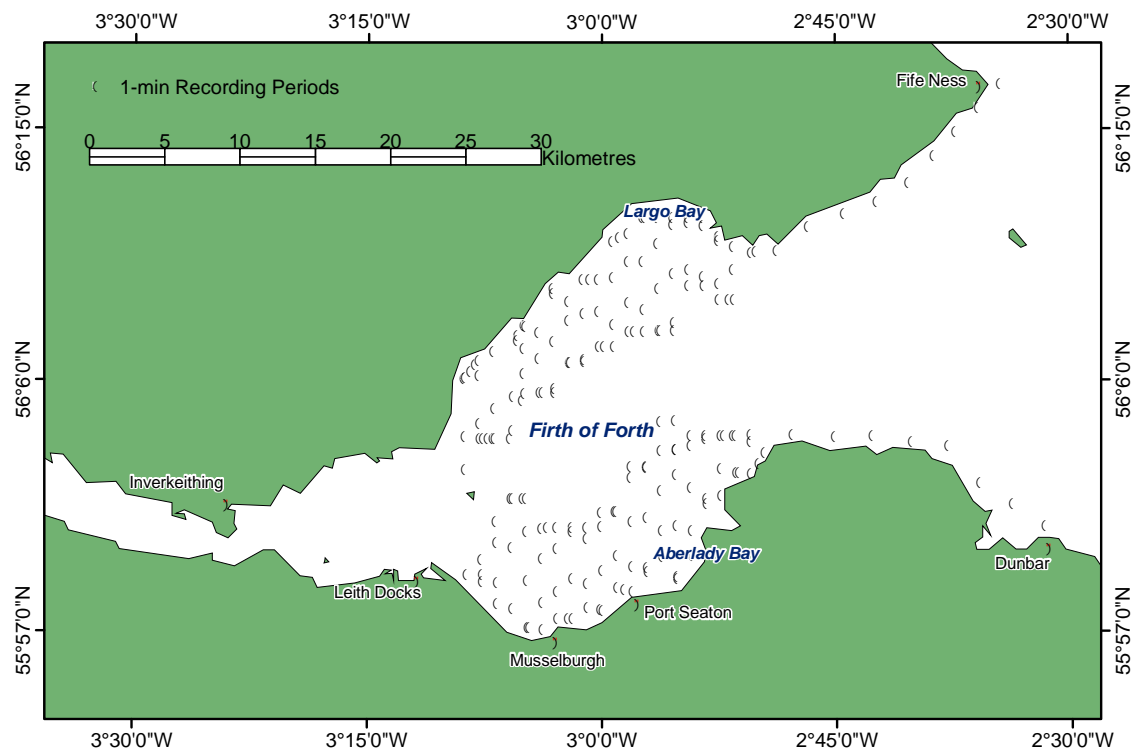 3°30'0"W 3°15'0"W 3°0'0"W 2°45'0"W 2°30'0"W
Fife Ness
1-min Recording Periods
56°15'0"N 56°15'0"N
0 5 10 15 20 25 30
Kilometres
Largo Bay
56°6'0"N 56°6'0"N
Firth of Forth
Inverkeithing
Aberlady Bay
Dunbar
Leith Docks
Port Seaton
55°57'0"N 55°57'0"N
Musselburgh
3°30'0"W 3°15'0"W 3°0'0"W 2°45'0"W 2°30'0"W